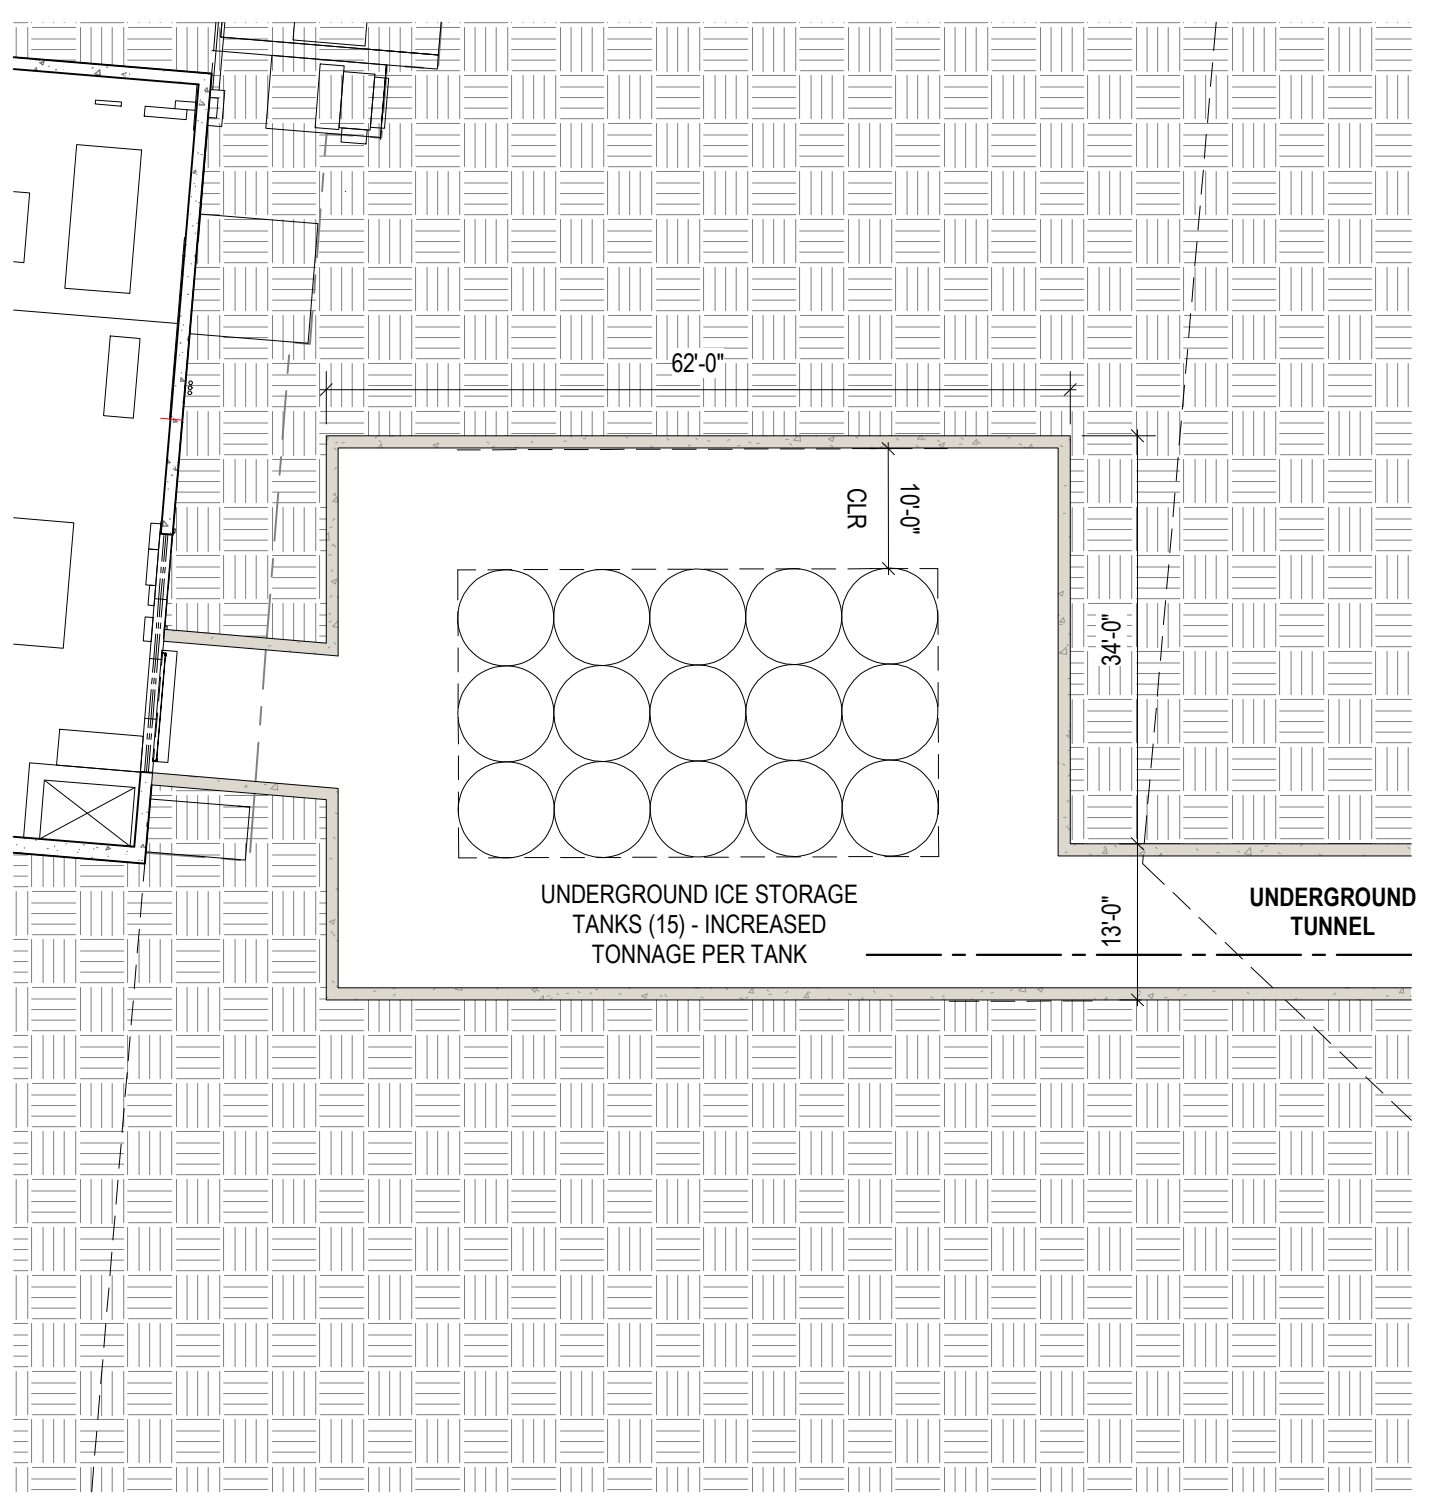 62'-0"
10'-0"
CLR
34'-0"
UNDERGROUND ICE STORAGE
TANKS (15) - INCREASED
TONNAGE PER TANK
13'-0"
UNDERGROUND
TUNNEL